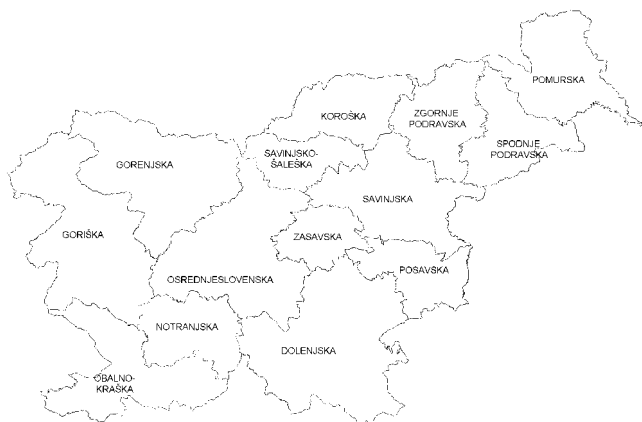 POMURSKA
KOROŠKA
ZGORNJE
PODRAVSKA
SPODNJE
PODRAVSKA
GORENJSKA
SAVINJSKO-
ŠALEŠKA
SAVINJSKA
GORIŠKA
ZASAVSKA
OSREDNJESLOVENSKA
POSAVSKA
NOTRANJSKA
DOLENJSKA
OBALNO-
KRAŠKA